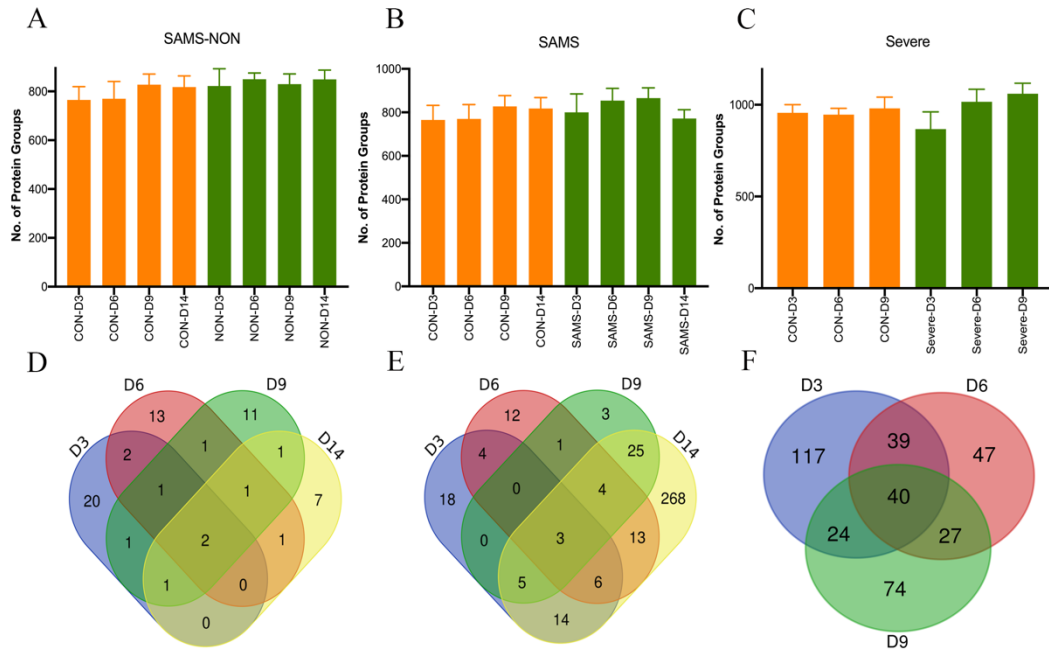 A
SAMS-NON
No. of Protein Groups
800
600
400
200
0
CON-D3
CON-D6
CON-D9
CON-D14
NON-D3
NON-D6
NON-D9
NON-D14
B
SAMS
No. of Protein Groups
1000
800
600
400
200
0
CON-D3
CON-D6
CON-D9
CON-D14
SAMS-D3
SAMS-D6
SAMS-D9
SAMS-D14
C
Severe
No. of Protein Groups
1000
500
0
CON-D3
CON-D6
CON-D9
Severe-D3
Severe-D6
Severe-D9
D
D6
D9
D3
D14
13
11
2
1
1
20
1
1
7
1
2
1
1
0
0
E
D6
D9
D3
D14
12
3
4
1
25
18
0
4
268
0
3
13
5
6
14
F
D3
D6
39
117
47
40
24
27
74
D9